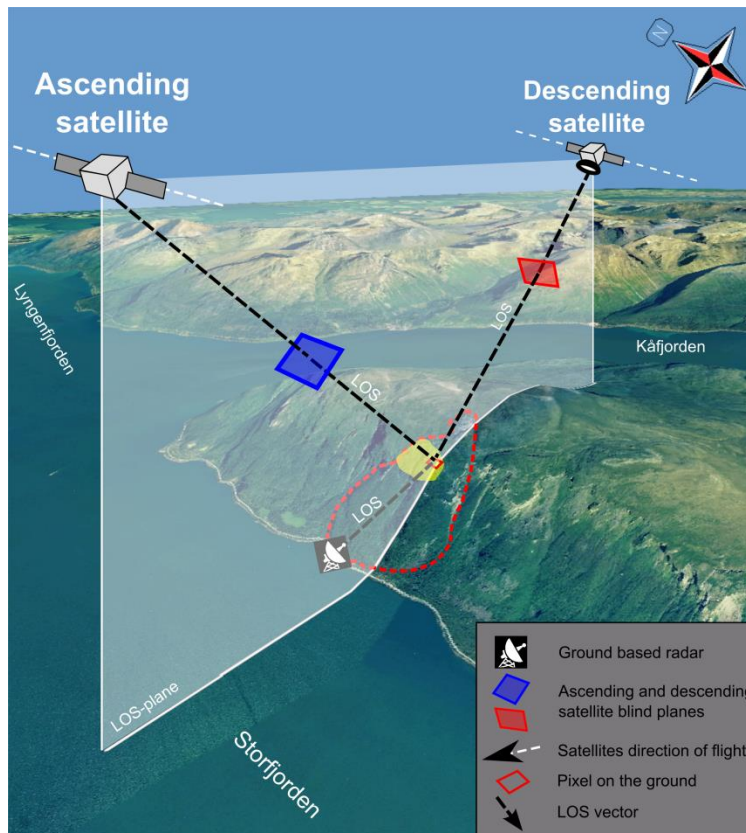 N
Ascending
satellite
Descending
satellite
Lyngenfjorden
LOS
Kåfjorden
LOS
LOS
LOS-plane
Storfjorden
Ground based radar
Ascending and descending
satellite blind planes
Satellites direction of flight
Pixel on the ground
LOS vector